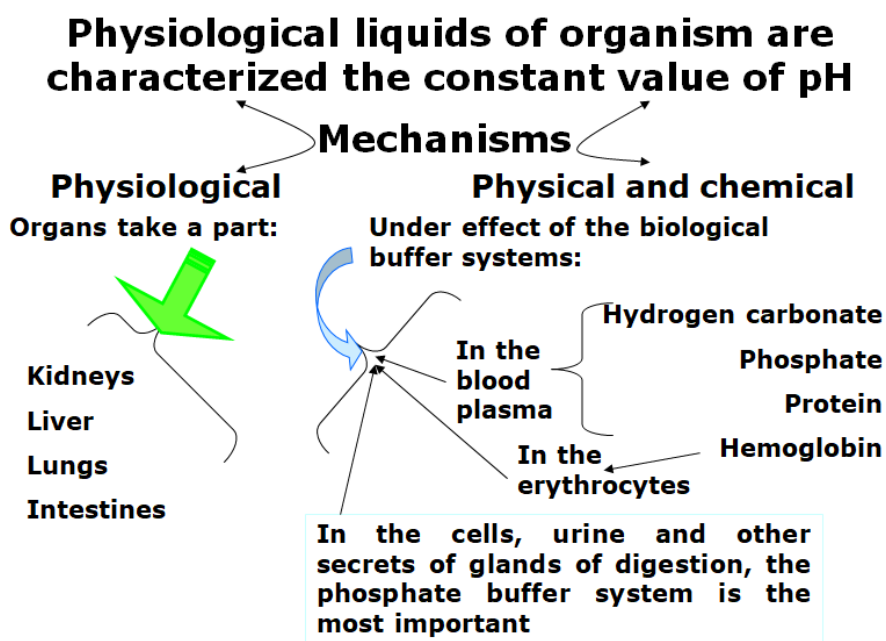 Physiological liquids of organism are
characterized the constant value of pH
Mechanisms
Physiological
Organs take a part:
Kidneys
Liver
Lungs
Intestines
Physical and chemical
Under effect of the biological
buffer systems:
In the
blood
plasma
Hydrogen carbonate
Phosphate
Protein
Hemoglobin
In the
erythrocytes
In the cells, urine and other
secrets of glands of digestion, the
phosphate buffer system is the
most important